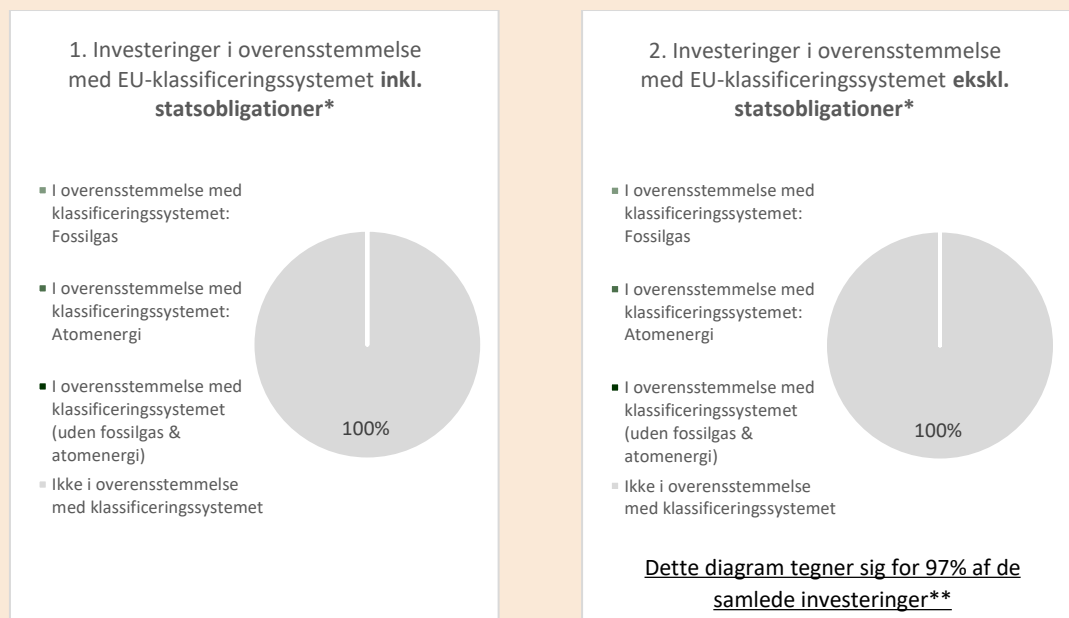 1. Investeringer i overensstemmelse
med EU-klassificeringssystemet inkl.
statsobligationer*
I overensstemmelse med
klassificeringssystemet:
Fossilgas
I overensstemmelse med
klassificeringssystemet:
Atomenergi
I overensstemmelse med
klassificeringssystemet
(uden fossilgas &
atomenergi)
Ikke i overensstemmelse
med klassificeringssystemet
100%
2. Investeringer i overensstemmelse
med EU-klassificeringssystemet ekskl.
statsobligationer*
I overensstemmelse med
klassificeringssystemet:
Fossilgas
I overensstemmelse med
klassificeringssystemet:
Atomenergi
I overensstemmelse med
klassificeringssystemet
(uden fossilgas &
atomenergi)
Ikke i overensstemmelse
med klassificeringssystemet
100%
Dette diagram tegner sig for 97% af de
samlede investeringer**